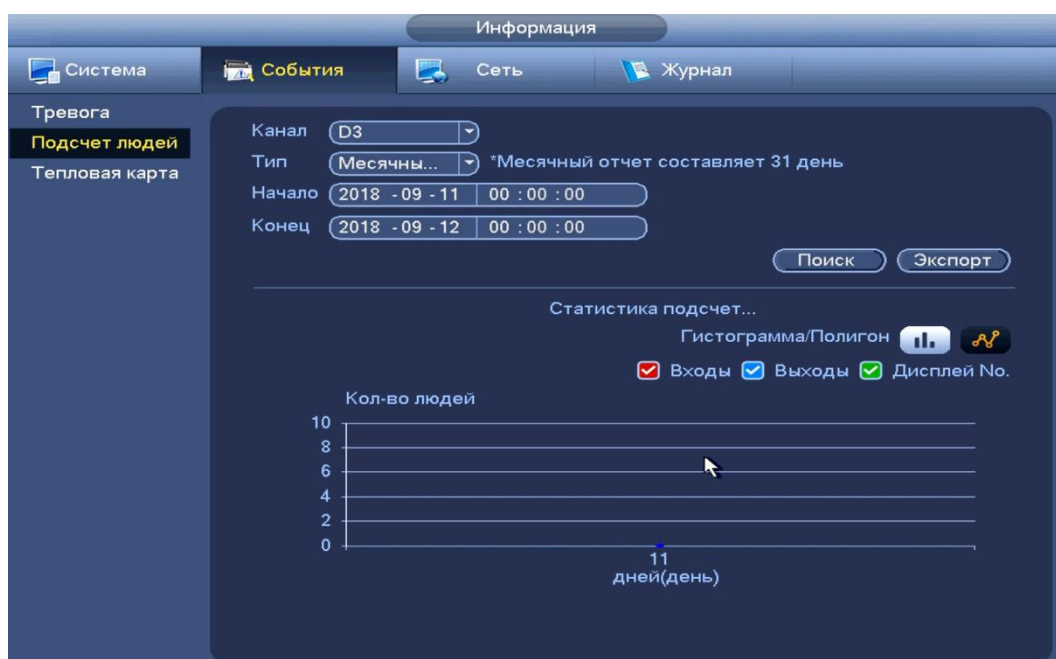 Информация
Система События Сеть Журнал
Тревога
Подсчет людей
Тепловая карта
Канал D3
Тип Месячны... *Месячный отчет составляет 31 день
Начало 2018 - 09 - 11 00 : 00 : 00
Конец 2018 - 09 - 12 00 : 00 : 00
Поиск Экспорт
Статистика подсчет...
Гистограмма/Полигон
Входы Выходы Дисплей No.
Кол-во людей
10
8
6
4
2
0
11
дней(день)